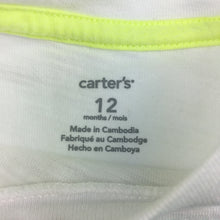 carter's®
12
months / mois
Made in Cambodia
Fabriqué au Cambodge
Hecho en Camboya